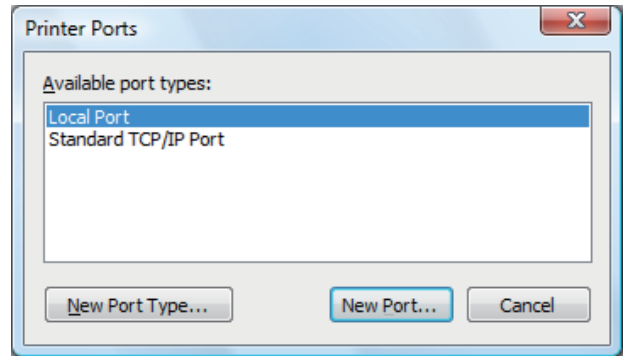 Printer Ports
Available port types:
Local Port
Standard TCP/IP Port
New Port Type...
New Port...
Cancel